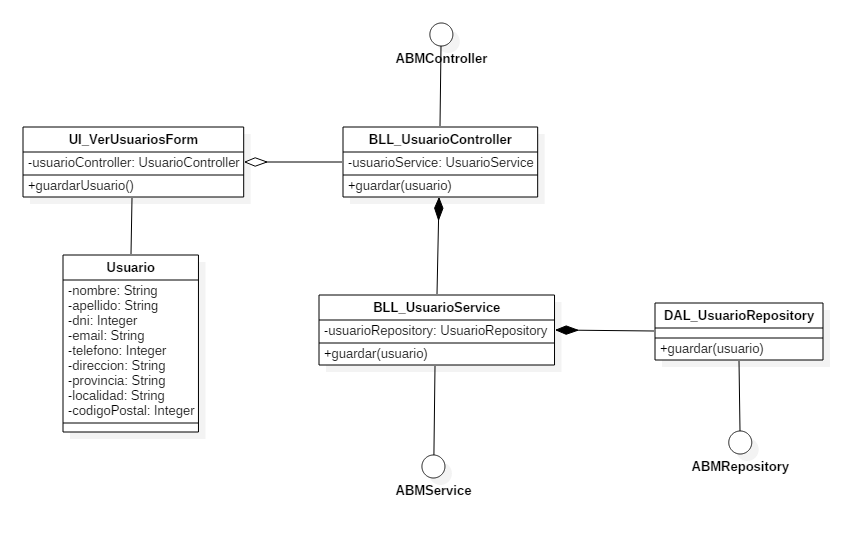 ABMController
UI_VerUsuariosForm
-usuarioController: UsuarioController
+guardarUsuario()
BLL_UsuarioController
-usuarioService: UsuarioService
+guardar(usuario)
Usuario
-nombre: String
-apellido: String
-dni: Integer
-email: String
-telefono: Integer
-direccion: String
-provincia: String
-localidad: String
-codigoPostal: Integer
BLL_UsuarioService
-usuarioRepository: UsuarioRepository
+guardar(usuario)
DAL_UsuarioRepository
+guardar(usuario)
ABMService
ABMRepository